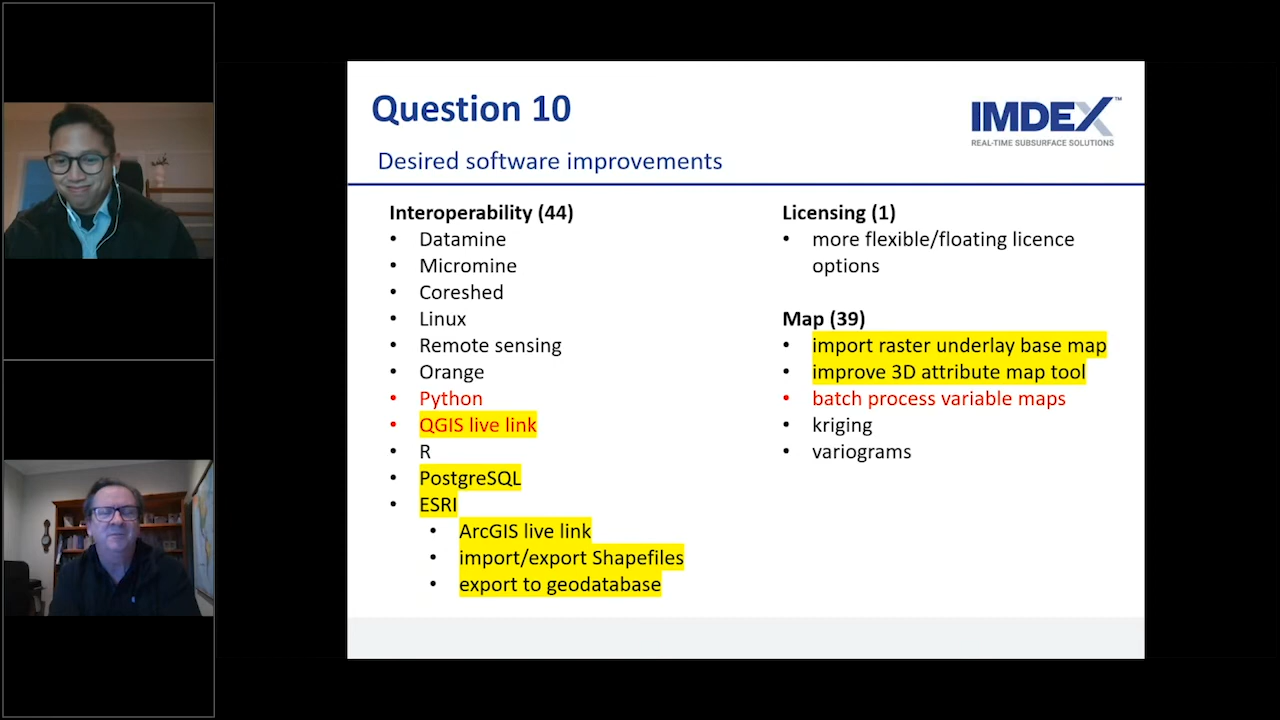 Question 10
IMDEX™
REAL-TIME SUBSURFACE SOLUTIONS
Desired software improvements
Interoperability (44)
• Datamine
• Micromine
• Coreshed
• Linux
• Remote sensing
• Orange
• Python
• QGIS live link
• R
• PostgreSQL
• ESRI
• ArcGIS live link
• import/export Shapefiles
• export to geodatabase
Licensing (1)
• more flexible/floating licence
options
Map (39)
• import raster underlay base map
• improve 3D attribute map tool
• batch process variable maps
• kriging
• variograms